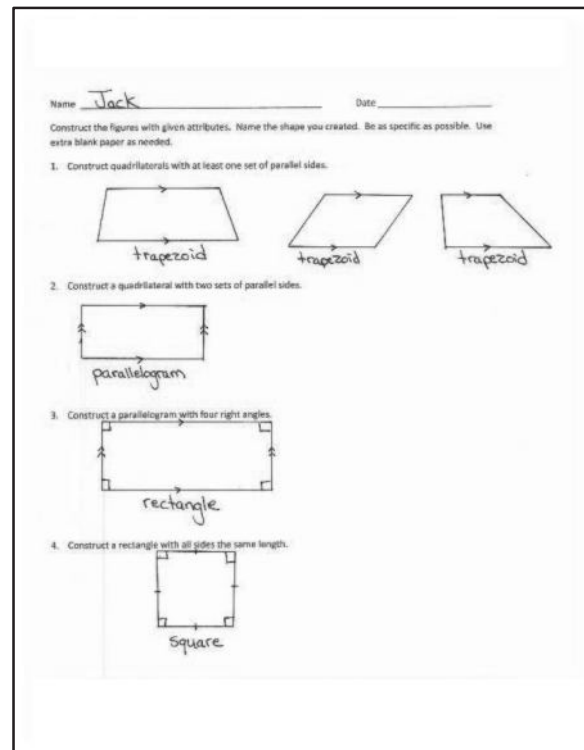 Name Jack Date
Construct the figures with given attributes. Name the shape you created. Be as specific as possible. Use
extra blank paper as needed.
1. Construct quadrilaterals with at least one set of parallel sides.
trapezoid trapezoid trapezoid
2. Construct a quadrilateral with two sets of parallel sides.
parallelogram
3. Construct a parallelogram with four right angles.
rectangle
4. Construct a rectangle with all sides the same length.
square